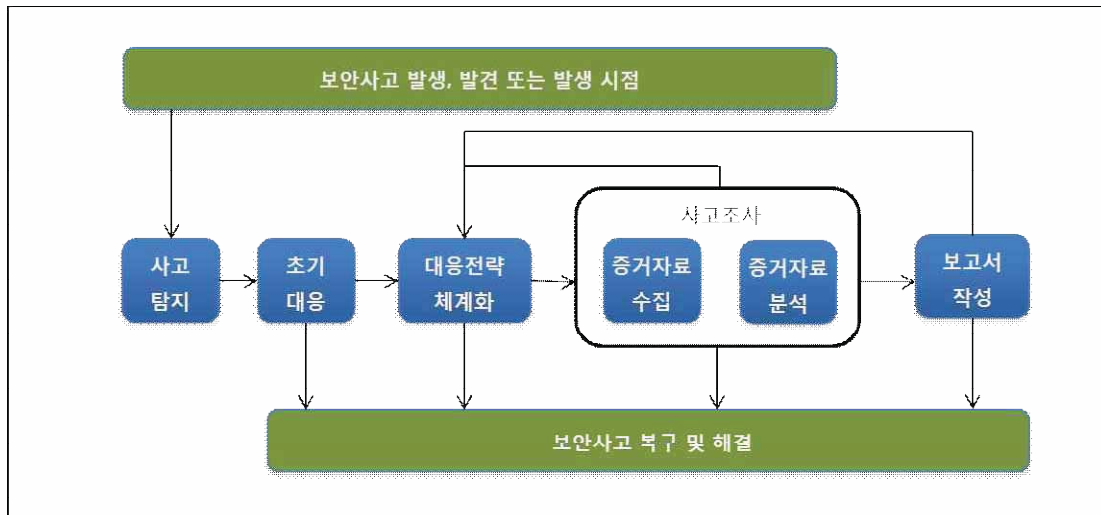 보안사고 발생, 발견 또는 발생 시점
사고조사
사고
탐지
초기
대응
대응전략
체계화
증거자료
수집
증거자료
분석
보고서
작성
보안사고 복구 및 해결